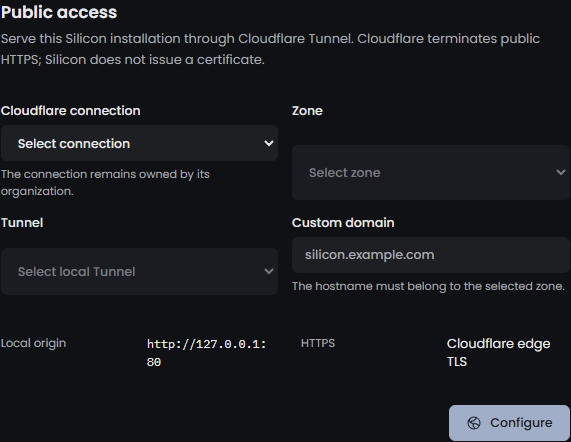 Public access
Serve this Silicon installation through Cloudflare Tunnel. Cloudflare terminates public
HTTPS; Silicon does not issue a certificate.
Cloudflare connection
Select connection
The connection remains owned by its
organization.
Zone
Select zone
Tunnel
Select local Tunnel
Custom domain
silicon.example.com
The hostname must belong to the selected zone.
Local origin
http://127.0.0.1:
80
HTTPS
Cloudflare edge
TLS
Configure